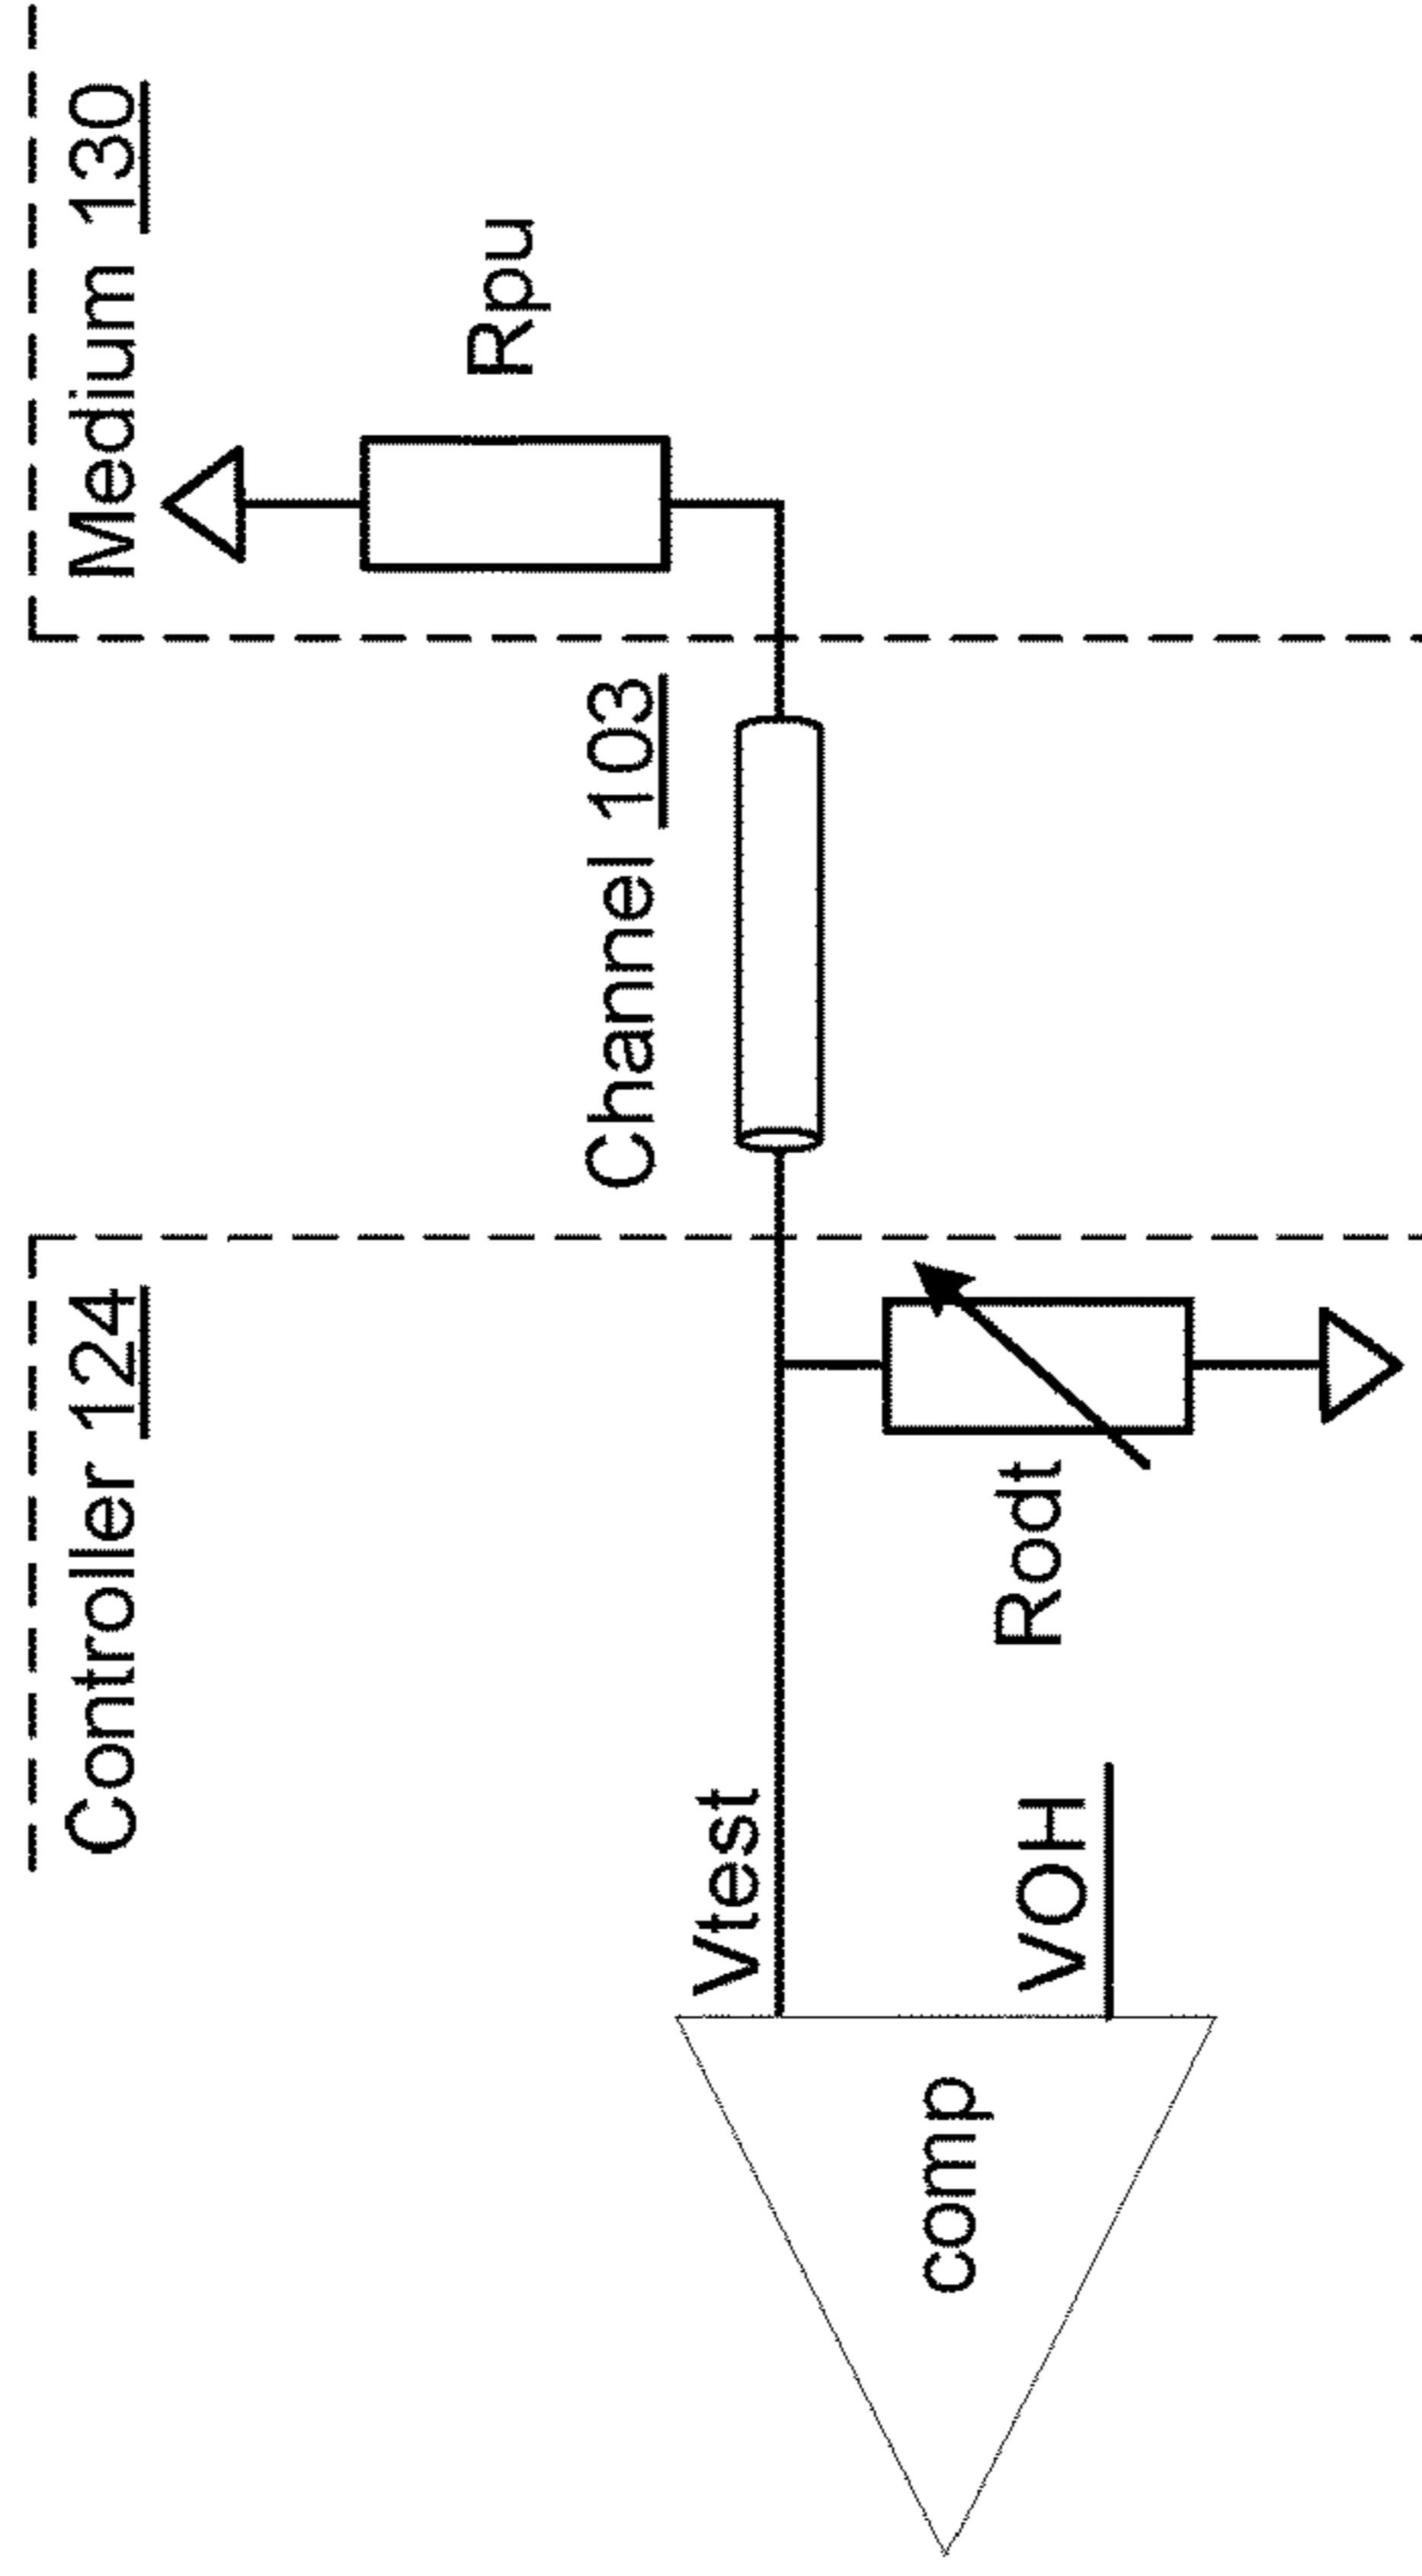 Controller 124
Medium 130
Channel 103
Rpu
Vtest
VOH
Rodt
comp